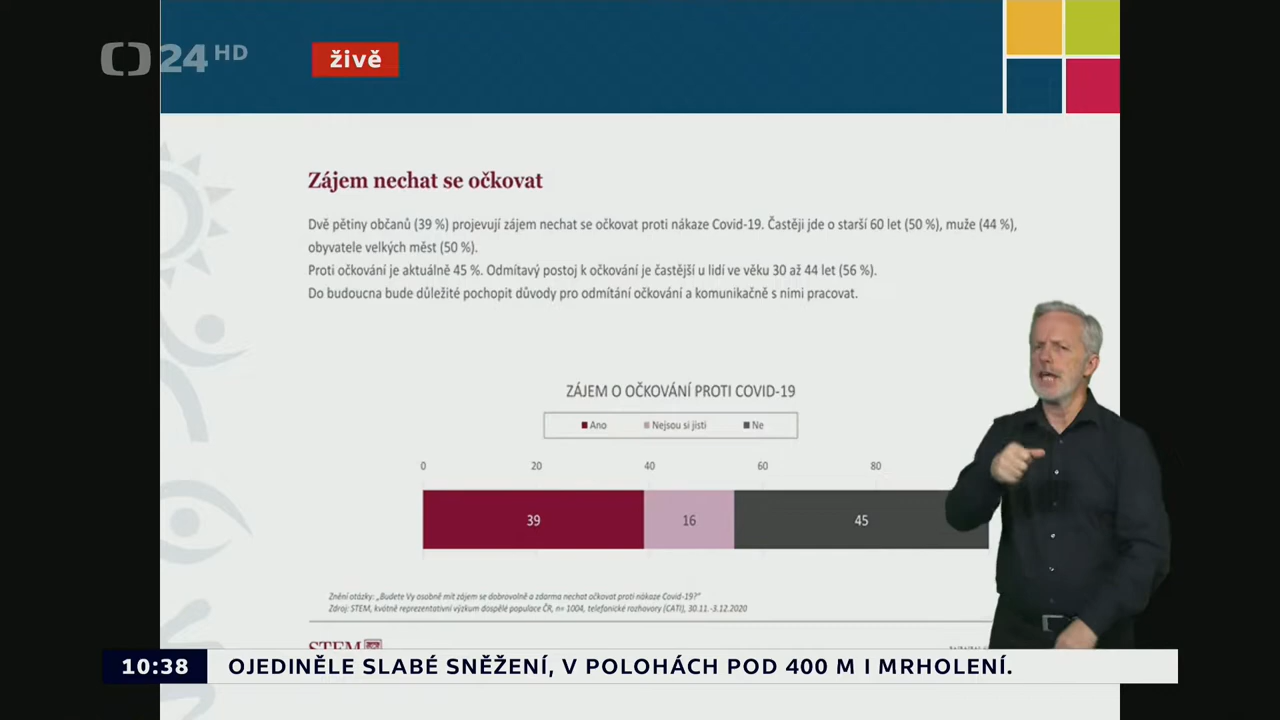 24 HD
živě
Zájem nechat se očkovat
Dvě pětiny občanů (39 %) projevují zájem nechat se očkovat proti nákaze Covid-19. Častěji jde o starší 60 let (50 %), muže (44 %),
obyvatele velkých měst (50 %).
Proti očkování je aktuálně 45 %. Odmítavý postoj k očkování je častější u lidí ve věku 30 až 44 let (56 %).
Do budoucna bude důležité pochopit důvody pro odmítání očkování a komunikačně s nimi pracovat.
ZÁJEM O OČKOVÁNÍ PROTI COVID-19
Ano Nejsou si jisti Ne
0 20 40 60 80
39 16 45
Znění otázky: „Budete Vy osobně mít zájem se dobrovolně a zdarma nechat očkovat proti nákaze Covid-19?"
Zdroj: STEM, kvótně reprezentativní výzkum dospělé populace ČR, n= 1004, telefonické rozhovory (CATI), 30.11.-3.12.2020
STEM
10:38 OJEDINĚLE SLABÉ SNĚŽENÍ, V POLOHÁCH POD 400 M I MRHOLENÍ.